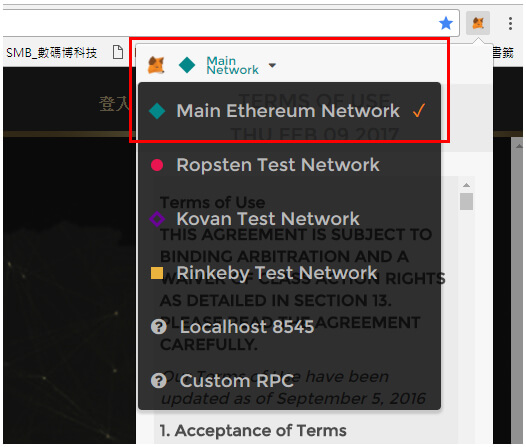 SMB_數碼博科技
書籤
登入
Main
Network
Main Ethereum Network
Ropsten Test Network
Kovan Test Network
Rinkeby Test Network
Localhost 8545
Custom RPC
TERMS OF USE
THU FEB 09 2017
Terms of Use
THIS AGREEMENT IS SUBJECT TO
BINDING ARBITRATION AND A
WAIVER OF CLASS ACTION RIGHTS
AS DETAILED IN SECTION 13.
PLEASE READ THE AGREEMENT
CAREFULLY.
Our Terms of Use have been
updated as of September 5, 2016
1. Acceptance of Terms